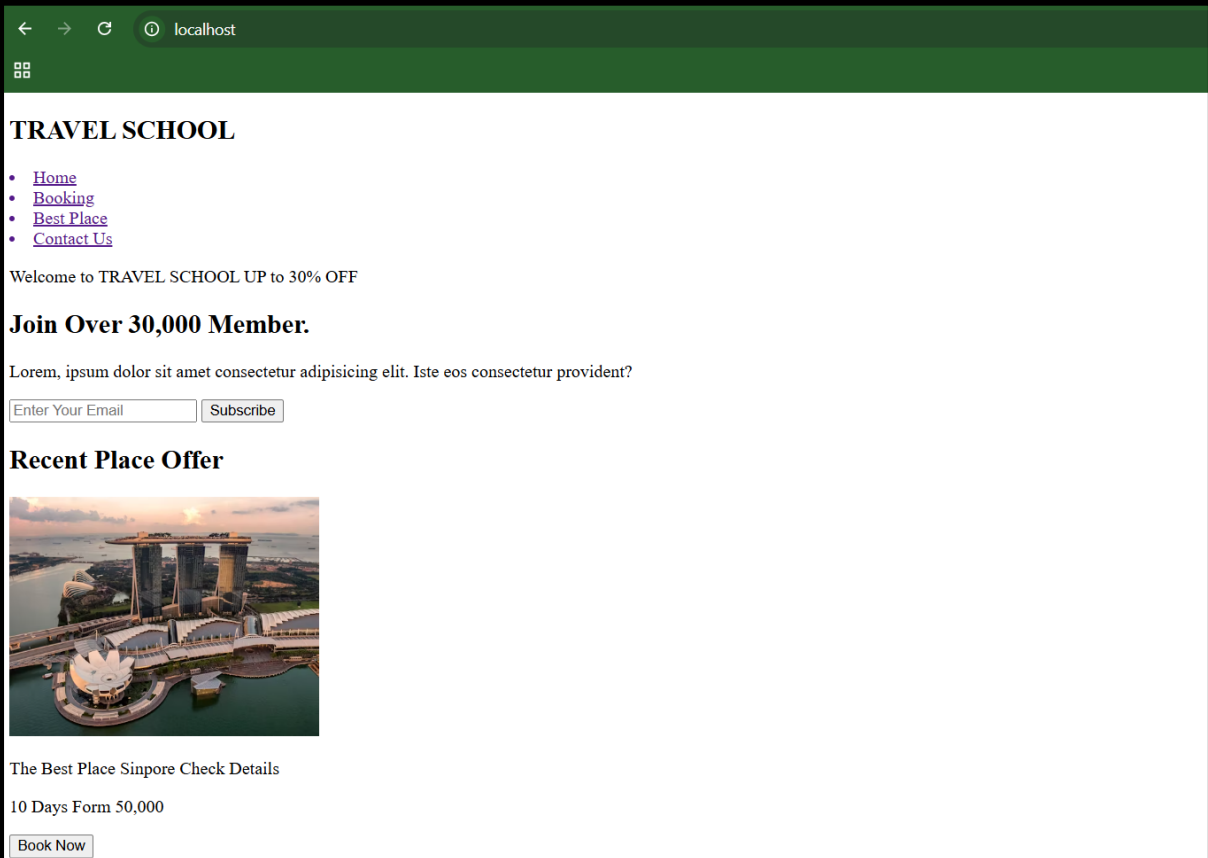 localhost
TRAVEL SCHOOL
Home
Booking
Best Place
Contact Us
Welcome to TRAVEL SCHOOL UP to 30% OFF
Join Over 30,000 Member.
Lorem, ipsum dolor sit amet consectetur adipisicing elit. Iste eos consectetur provident?
Enter Your Email Subscribe
Recent Place Offer
The Best Place Sinpore Check Details
10 Days Form 50,000
Book Now